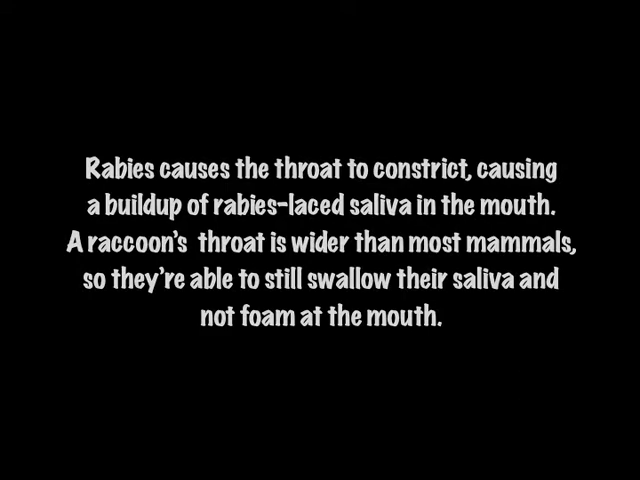 Rabies causes the throat to constrict, causing
a buildup of rabies-laced saliva in the mouth.
A raccoon's  throat is wider than most mammals,
so they're able to still swallow their saliva and
not foam at the mouth.